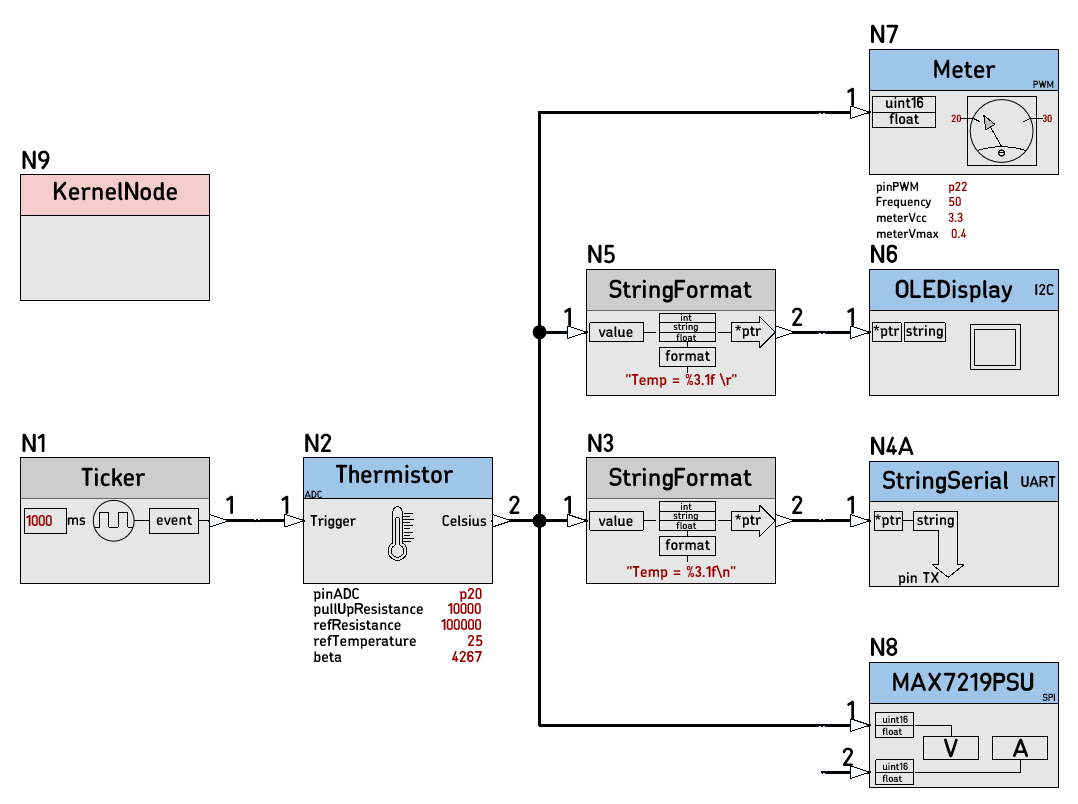 N7
Meter
PWM
1
uint16
float
20
30
pinPWM p22
Frequency 50
meterVcc 3.3
meterVmax 0.4
N9
KernelNode
N5
StringFormat
1
value
int
string
float
*ptr
2
format
"Temp = %3.1f \r"
N6
OLEDisplay I2C
1
*ptr string
N1
Ticker
1000 ms
event
1
N2
Thermistor
ADC
1
Trigger
Celsius
2
pinADC p20
pullUpResistance 10000
refResistance 100000
refTemperature 25
beta 4267
N3
StringFormat
1
value
int
string
float
*ptr
2
format
"Temp = %3.1f\n"
N4A
StringSerial UART
1
*ptr string
pin TX
N8
MAX7219PSU
SPI
1
uint16
float
V A
2
uint16
float